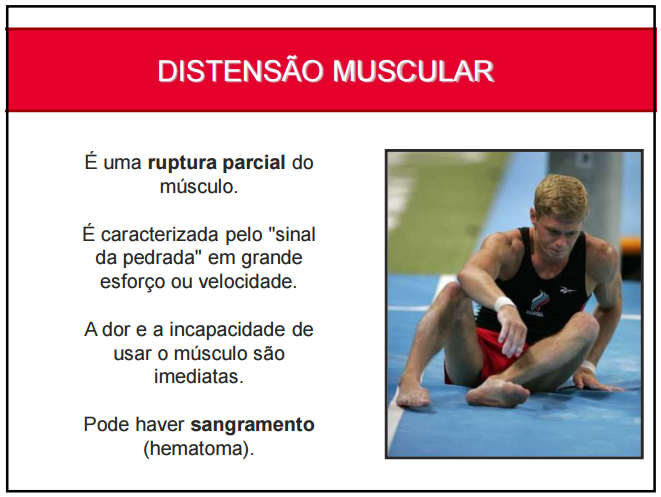 DISTENSÃO MUSCULAR
É uma ruptura parcial do
músculo.
É caracterizada pelo "sinal
da pedrada" em grande
esforço ou velocidade.
A dor e a incapacidade de
usar o músculo são
imediatas.
Pode haver sangramento
(hematoma).